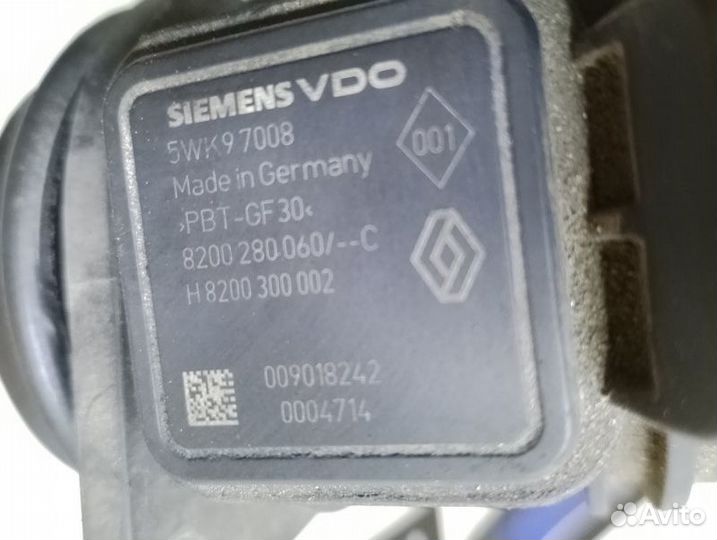 SIEMENS VDO
5WK9 7008
001
Made in Germany
>PBT-GF30<
8200 280 060/--C
H 8200 300 002
009018242
0004714
Avito